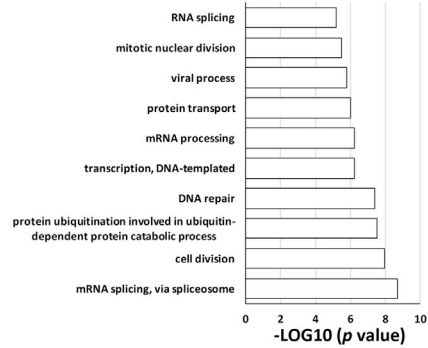 RNA splicing
mitotic nuclear division
viral process
protein transport
mRNA processing
transcription, DNA-templated
DNA repair
protein ubiquitination involved in ubiquitin-
dependent protein catabolic process
cell division
mRNA splicing, via spliceosome
0 2 4 6 8 10
-LOG10 (p value)